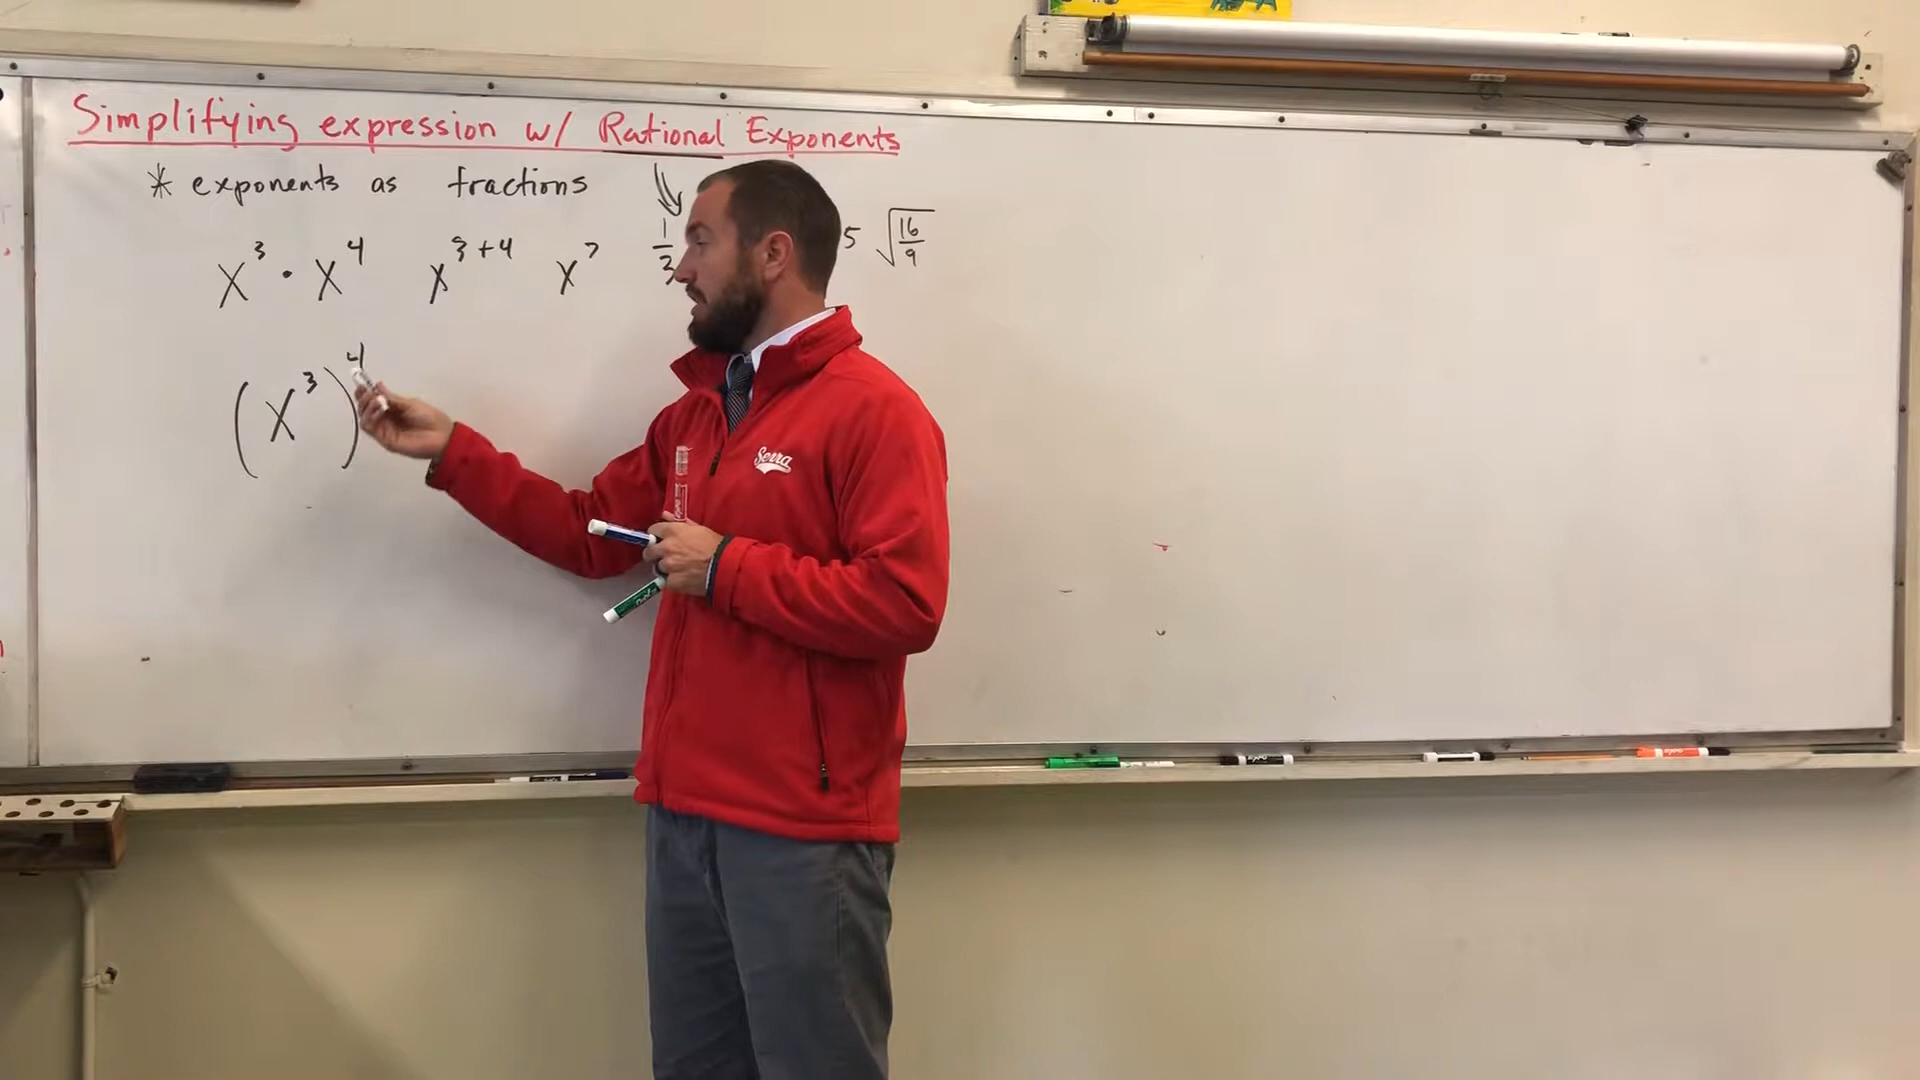 Simplifying expression w/ Rational Exponents
* exponents as fractions
x³ · x⁴ x³⁺⁴ x⁷ 1/3 5 √(16/9)
(x³)⁴
Serra